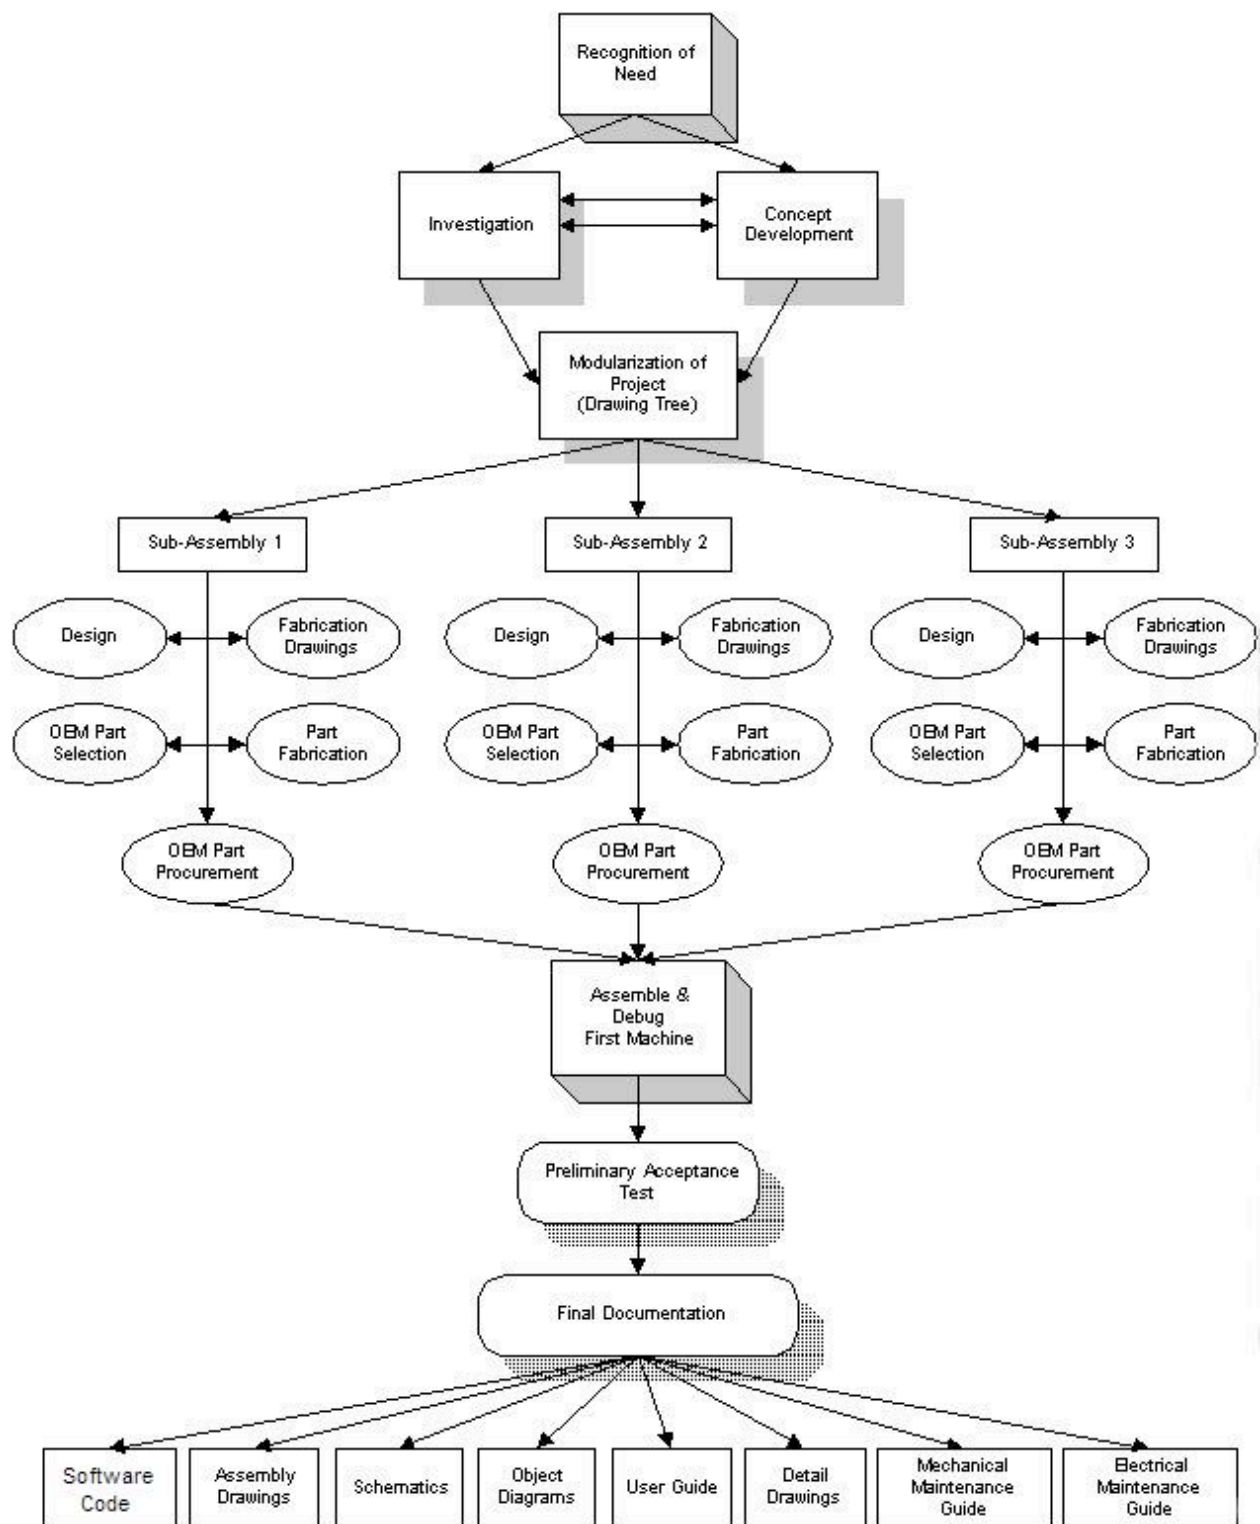 Recognition of
Need
Investigation
Concept
Development
Modularization of
Project
(Drawing Tree)
Sub-Assembly 1
Sub-Assembly 2
Sub-Assembly 3
Design
Fabrication
Drawings
Design
Fabrication
Drawings
Design
Fabrication
Drawings
OEM Part
Selection
Part
Fabrication
OEM Part
Selection
Part
Fabrication
OEM Part
Selection
Part
Fabrication
OEM Part
Procurement
OEM Part
Procurement
OEM Part
Procurement
Assemble &
Debug
First Machine
Preliminary Acceptance
Test
Final Documentation
Software
Code
Assembly
Drawings
Schematics
Object
Diagrams
User Guide
Detail
Drawings
Mechanical
Maintenance
Guide
Electrical
Maintenance
Guide